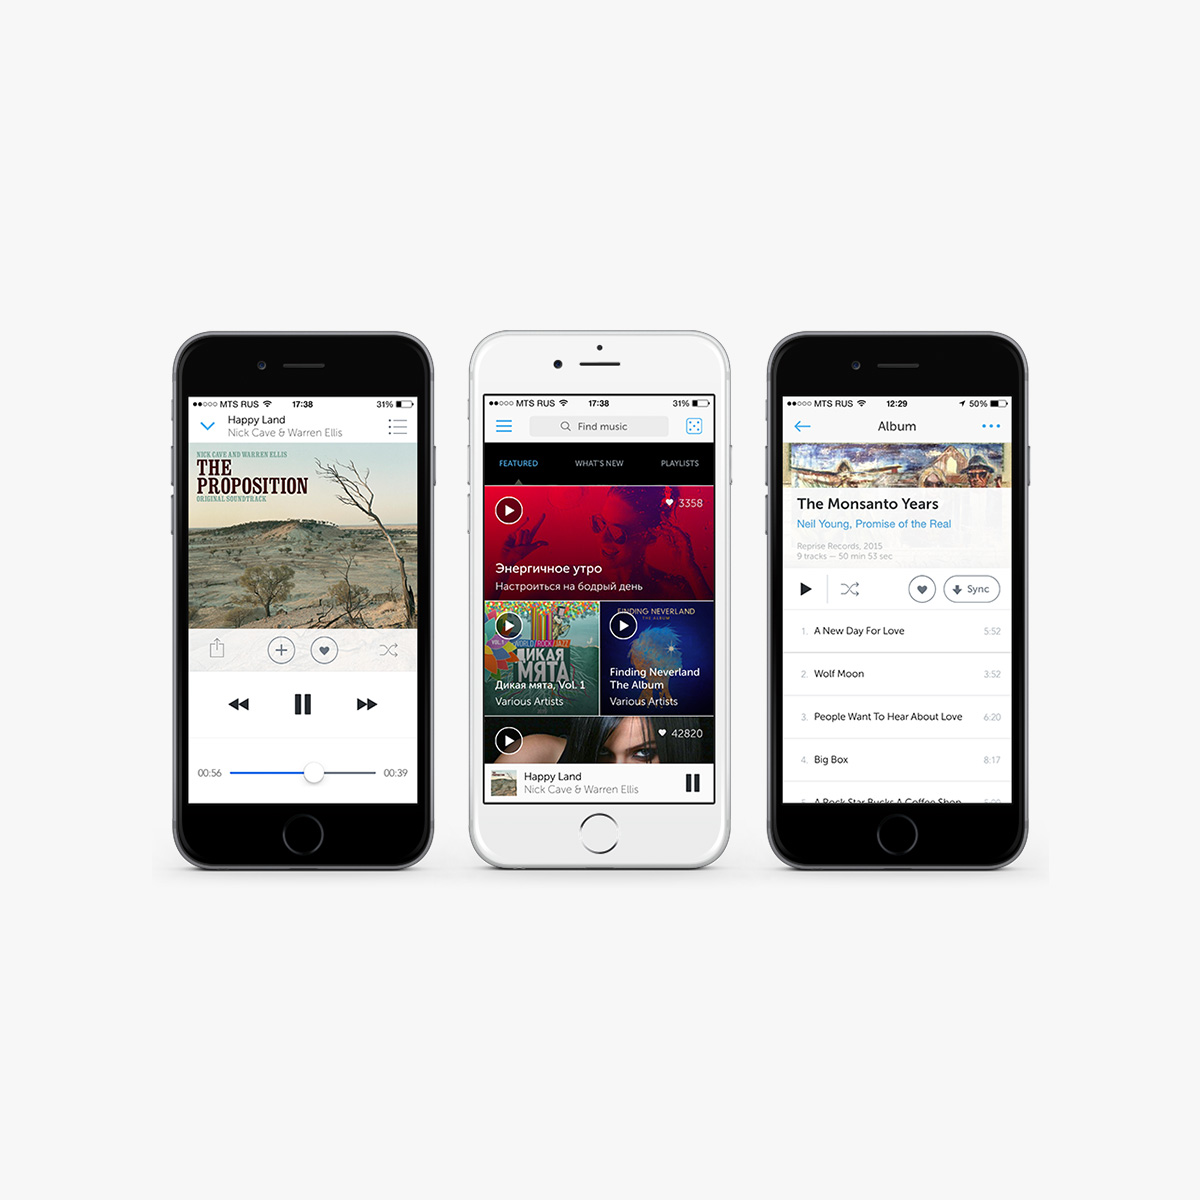 MTS RUS 17:38 31%
Happy Land
Nick Cave & Warren Ellis
NICK CAVE AND WARREN ELLIS
THE
PROPOSITION
ORIGINAL SOUNDTRACK
00:56 00:39
MTS RUS 17:38 31%
Find music
FEATURED WHAT'S NEW PLAYLISTS
3358
Энергичное утро
Настроиться на бодрый день
VOL.1 WORLD/ROCK/JAZZ
ДИКАЯ
МЯТА
Дикая мята, Vol. 1
Various Artists
FINDING NEVERLAND
THE ALBUM
Finding Neverland
The Album
Various Artists
42820
Happy Land
Nick Cave & Warren Ellis
MTS RUS 12:29 50%
Album
The Monsanto Years
Neil Young, Promise of the Real
Reprise Records, 2015
9 tracks — 50 min 53 sec
Sync
1. A New Day For Love 5:52
2. Wolf Moon 3:52
3. People Want To Hear About Love 6:20
4. Big Box 8:17
5. A Rock Star Bucks A Coffee Shop 5:00